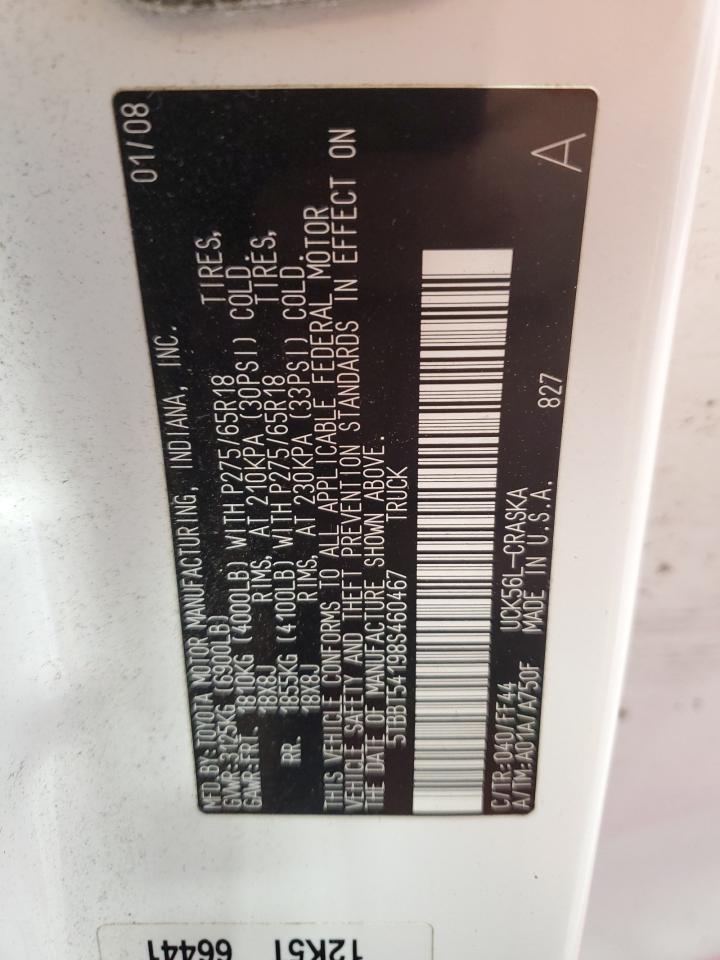 MFD. BY: TOYOTA MOTOR MANUFACTURING, INDIANA, INC. 01/08
GVWR: 3125KG (6900LB)
GAWR: FRT 1810KG (4000LB) WITH P275/65R18 TIRES,
18X8J RIMS, AT 210KPA (30PSI) COLD.
RR. 1855KG (4100LB) WITH P275/65R18 TIRES,
18X8J RIMS, AT 230KPA (33PSI) COLD.
THIS VEHICLE CONFORMS TO ALL APPLICABLE FEDERAL MOTOR
VEHICLE SAFETY AND THEFT PREVENTION STANDARDS IN EFFECT ON
THE DATE OF MANUFACTURE SHOWN ABOVE.
5TBBT54198S460467 TRUCK
C/TR: 040/FF44 UCK56L-CRASKA 827
A/TM: A01A/A750F MADE IN U.S.A. A
12K51 66441